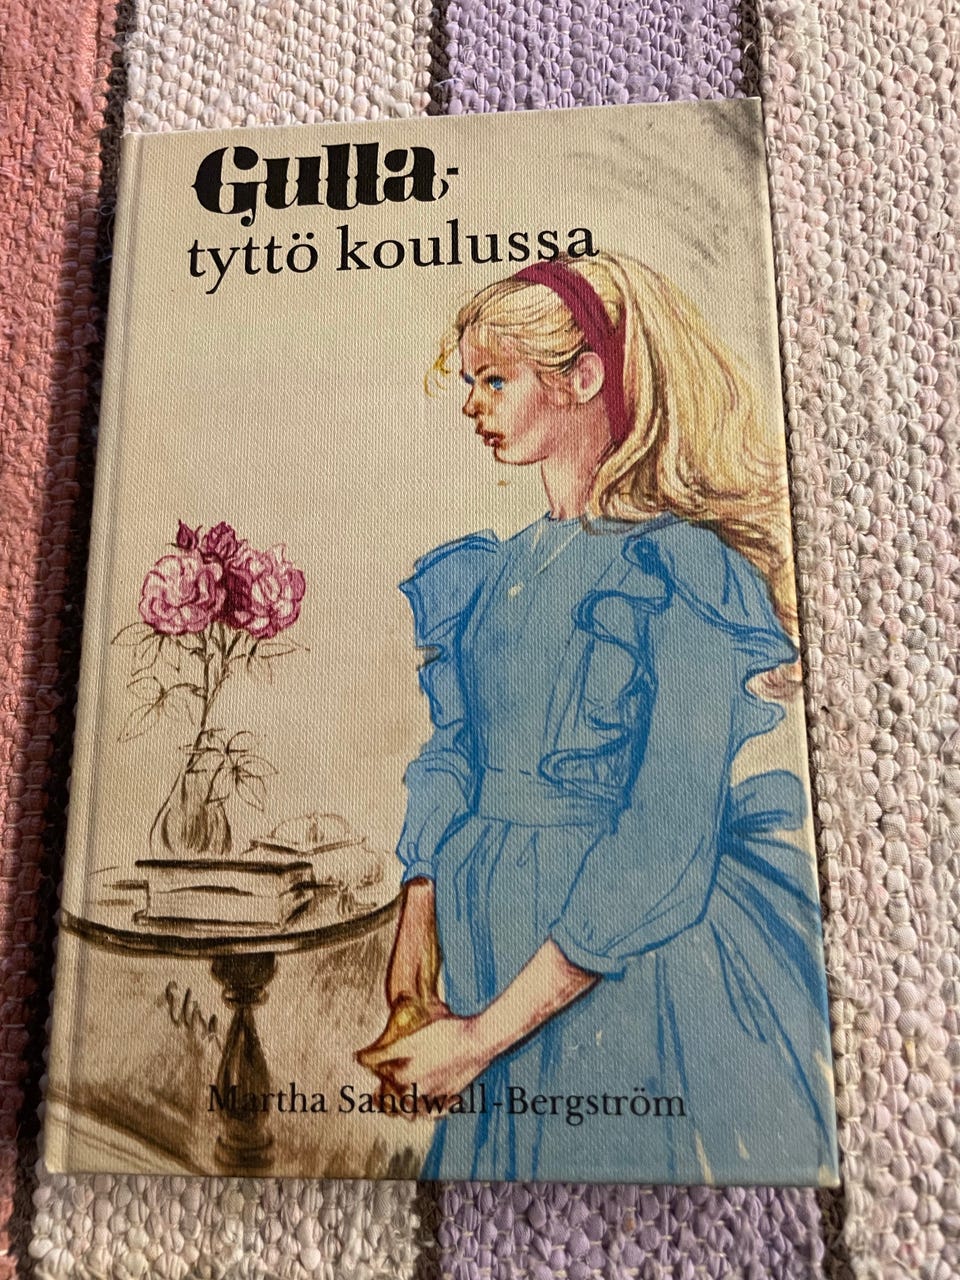 Gulla-
tyttö koulussa
Martha Sandwall-Bergström